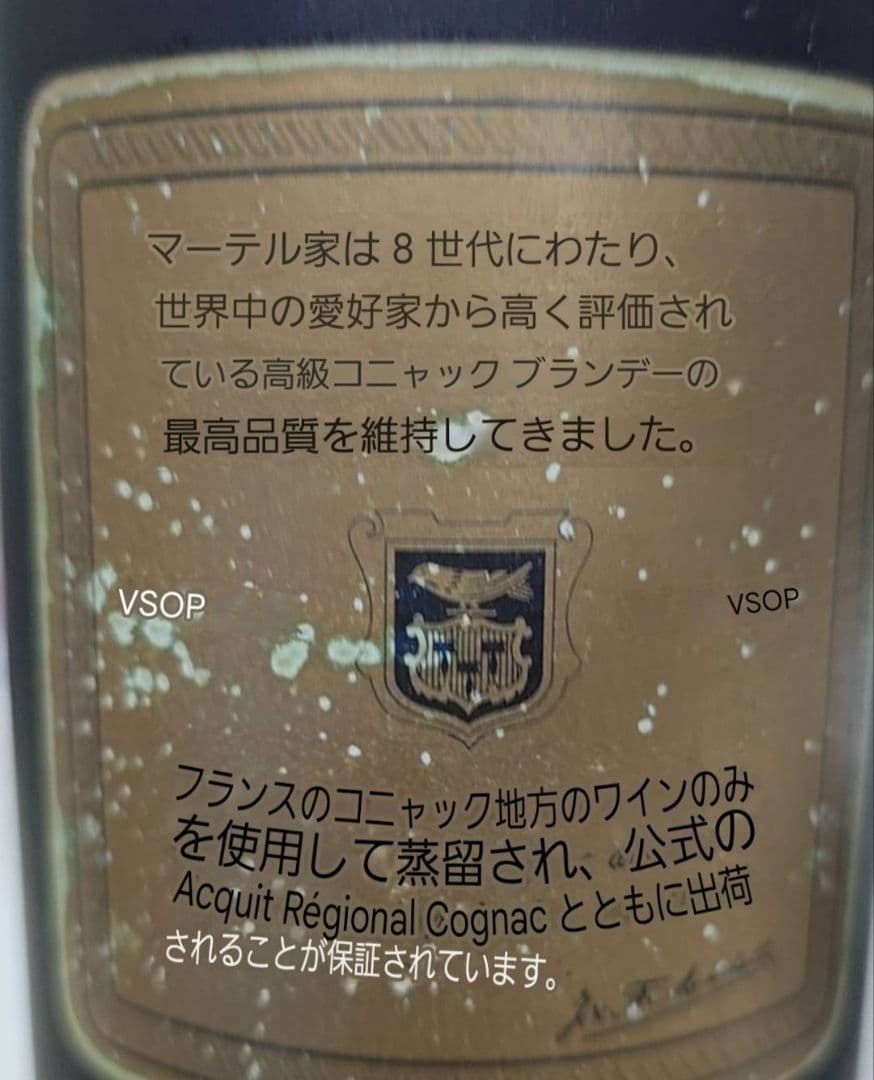 マーテル家は 8 世代にわたり、
世界中の愛好家から高く評価され
ている高級コニャック ブランデーの
最高品質を維持してきました。
VSOP
VSOP
フランスのコニャック地方のワインのみ
を使用して蒸留され、公式の
Acquit Régional Cognac とともに出荷
されることが保証されています。